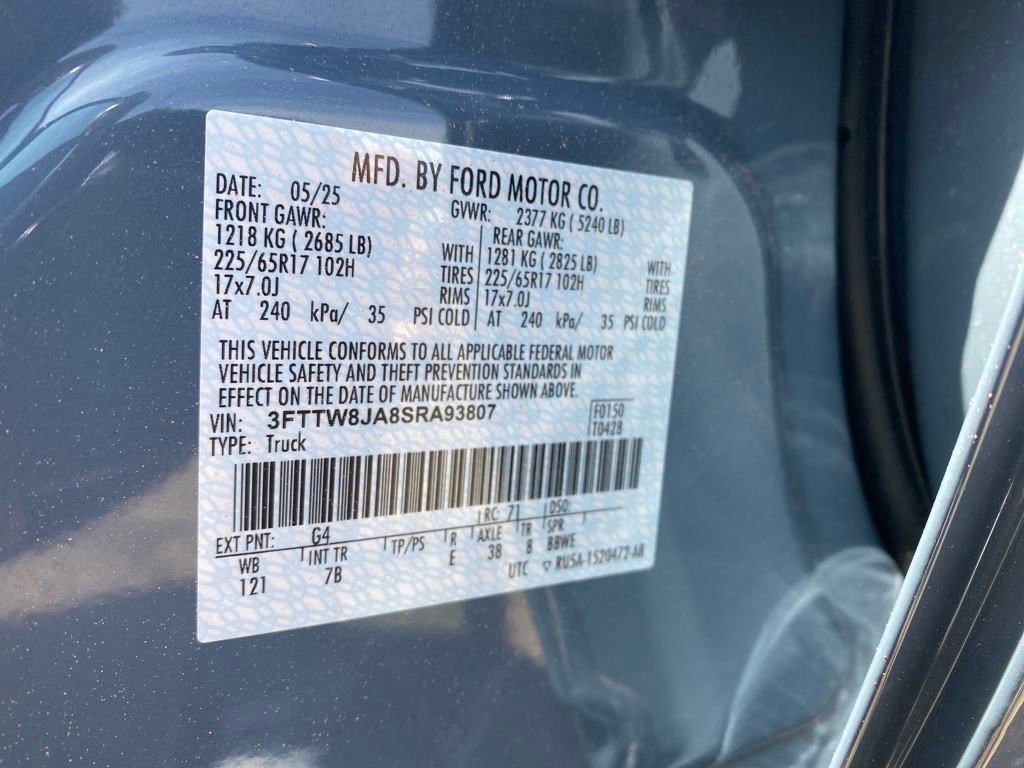 MFD. BY FORD MOTOR CO.
DATE: 05/25 GVWR: 2377 KG ( 5240 LB)
FRONT GAWR: REAR GAWR:
1218 KG ( 2685 LB) WITH 1281 KG ( 2825 LB) WITH
225/65R17 102H TIRES 225/65R17 102H TIRES
17x7.0J RIMS 17x7.0J RIMS
AT 240 kPa/ 35 PSI COLD AT 240 kPa/ 35 PSI COLD
THIS VEHICLE CONFORMS TO ALL APPLICABLE FEDERAL MOTOR
VEHICLE SAFETY AND THEFT PREVENTION STANDARDS IN
EFFECT ON THE DATE OF MANUFACTURE SHOWN ABOVE.
VIN: 3FTTW8JA8SRA93807 F0150
TYPE: Truck T0428
EXT PNT: G4 RC: 71 DSO:
WB INT TR TP/PS R AXLE TR SPR
121 7B E 38 8 BBWE
UTC ▽ RU5A-1520472-AB